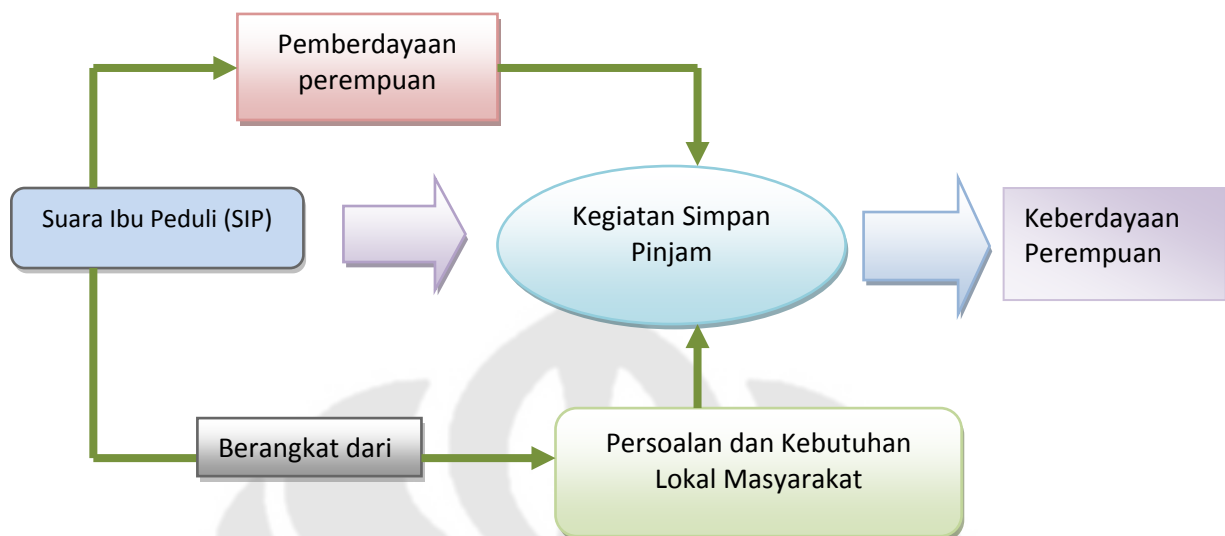 Pemberdayaan
perempuan
Suara Ibu Peduli (SIP)
Kegiatan Simpan
Pinjam
Keberdayaan
Perempuan
Berangkat dari
Persoalan dan Kebutuhan
Lokal Masyarakat